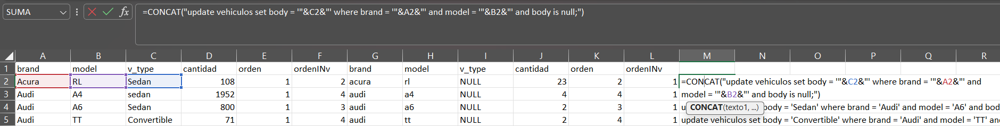 SUMA
=CONCAT("update vehiculos set body = '"&C2&"' where brand = '"&A2&"' and model = '"&B2&"' and body is null;")
A B C D E F G H I J K L M N O P Q R
1 brand model v_type cantidad orden ordenINv brand model v_type cantidad orden ordenINv
2 Acura RL Sedan 108 1 2 acura rl NULL 23 2 1 =CONCAT("update vehiculos set body = '"&C2&"' where brand = '"&A2&"' and
3 Audi A4 sedan 1952 1 4 audi a4 NULL 4 4 1 model = '"&B2&"' and body is null;")
4 Audi A6 Sedan 800 1 3 audi a6 NULL 2 3 1 u CONCAT(texto1, ...) body = 'Sedan' where brand = 'Audi' and model = 'A6' and bod
5 Audi TT Convertible 71 1 4 audi tt NULL 2 4 1 update vehiculos set body = 'Convertible' where brand = 'Audi' and model = 'TT' an